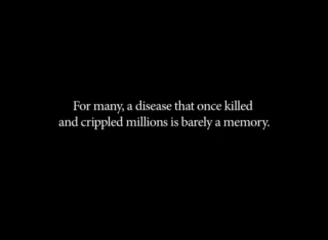 For many, a disease that once killed
and crippled millions is barely a memory.